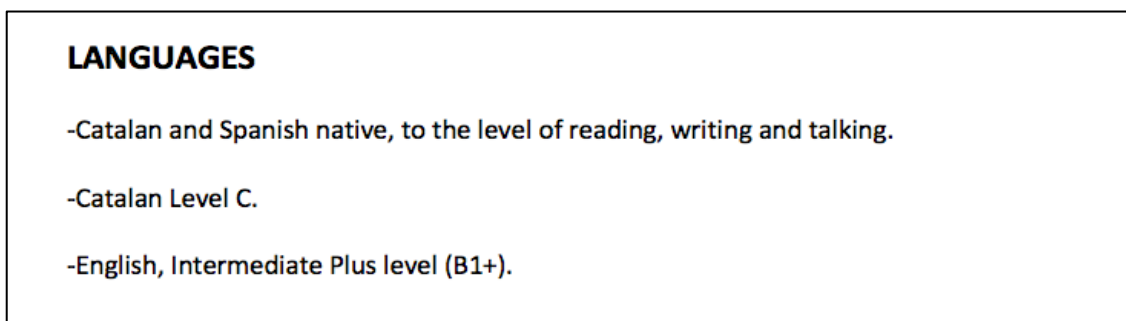 LANGUAGES
-Catalan and Spanish native, to the level of reading, writing and talking.
-Catalan Level C.
-English, Intermediate Plus level (B1+).